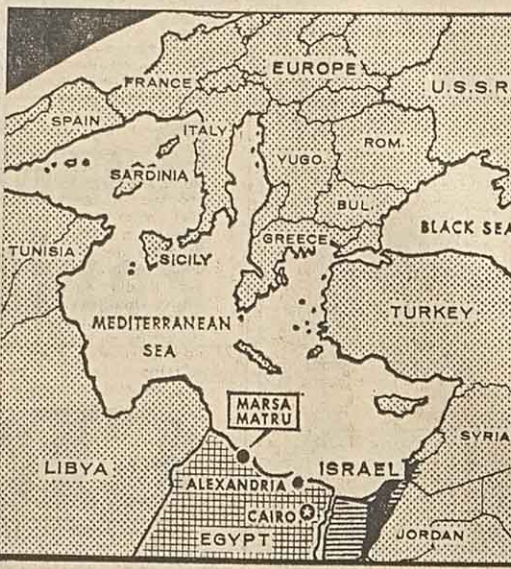 FRANCE
EUROPE
U.S.S.R
SPAIN
ITALY
YUGO.
ROM.
SARDINIA
BUL.
BLACK SEA
TUNISIA
SICILY
GREECE
TURKEY
MEDITERRANEAN
SEA
MARSA
MATRU
SYRIA
LIBYA
ISRAEL
ALEXANDRIA
CAIRO
EGYPT
JORDAN